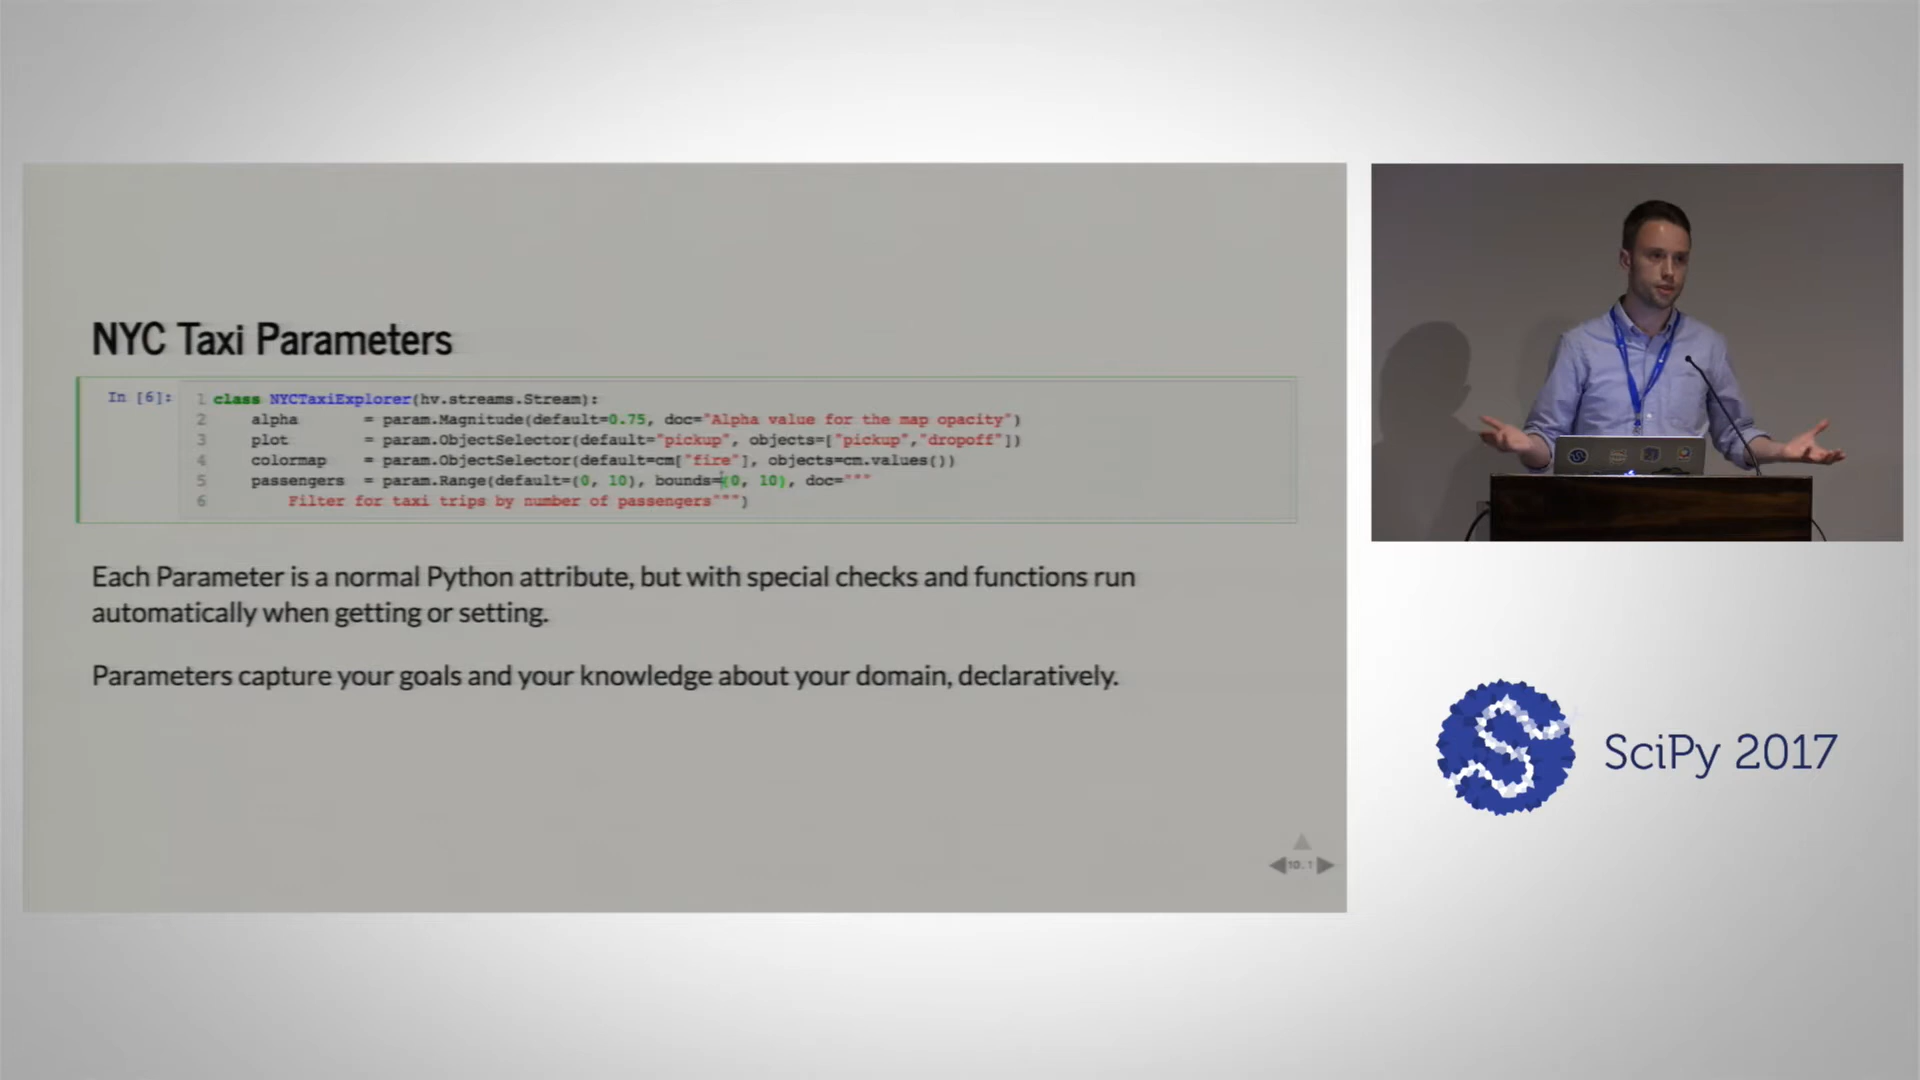 NYC Taxi Parameters
In [6]:
1 class NYCTaxiExplorer(hv.streams.Stream):
2 alpha = param.Magnitude(default=0.75, doc="Alpha value for the map opacity")
3 plot = param.ObjectSelector(default="pickup", objects=["pickup","dropoff"])
4 colormap = param.ObjectSelector(default=cm["fire"], objects=cm.values())
5 passengers = param.Range(default=(0, 10), bounds=(0, 10), doc="""
6 Filter for taxi trips by number of passengers""")
Each Parameter is a normal Python attribute, but with special checks and functions run
automatically when getting or setting.
Parameters capture your goals and your knowledge about your domain, declaratively.
10.1
SciPy 2017